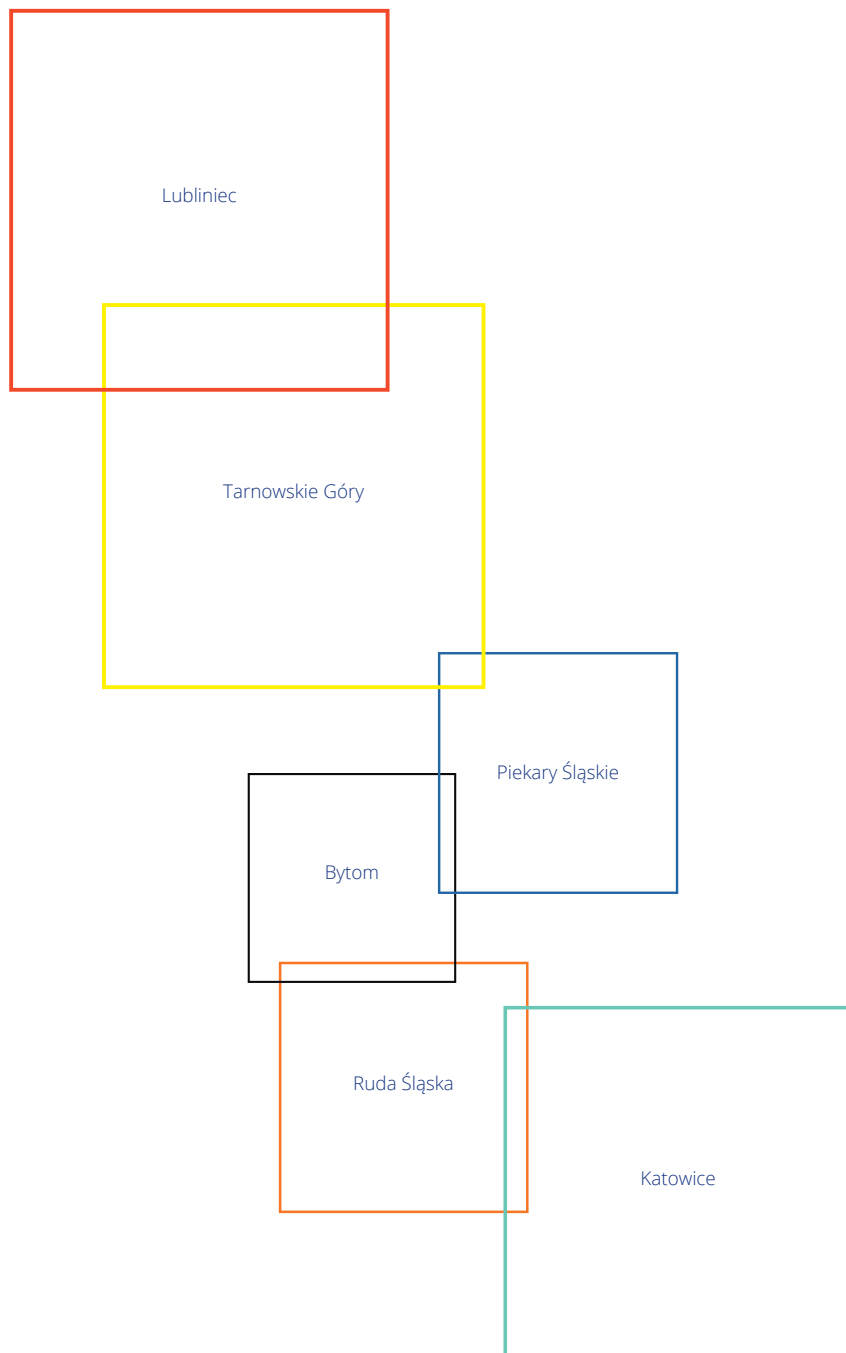 Lubliniec
Tarnowskie Góry
Piekary Śląskie
Bytom
Ruda Śląska
Katowice